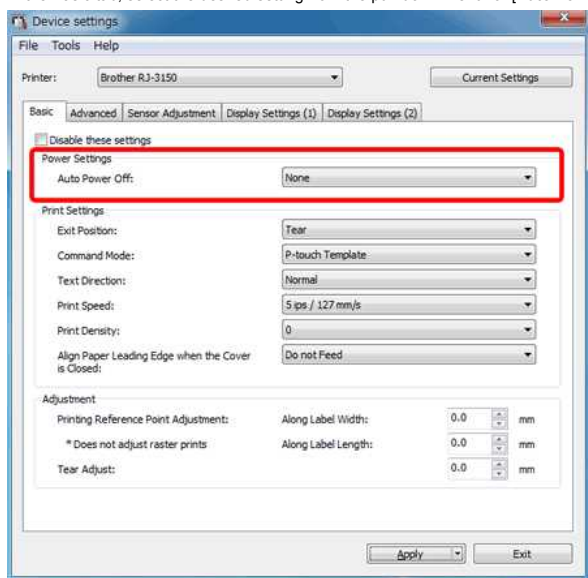 Device settings
File Tools Help
Printer: Brother RJ-3150 Current Settings
Basic Advanced Sensor Adjustment Display Settings (1) Display Settings (2)
Disable these settings
Power Settings
Auto Power Off: None
Print Settings
Exit Position: Tear
Command Mode: P-touch Template
Text Direction: Normal
Print Speed: 5 ips / 127 mm/s
Print Density: 0
Align Paper Leading Edge when the Cover Do not Feed
is Closed:
Adjustment
Printing Reference Point Adjustment: Along Label Width: 0.0 mm
* Does not adjust raster prints Along Label Length: 0.0 mm
Tear Adjust: 0.0 mm
Apply Exit